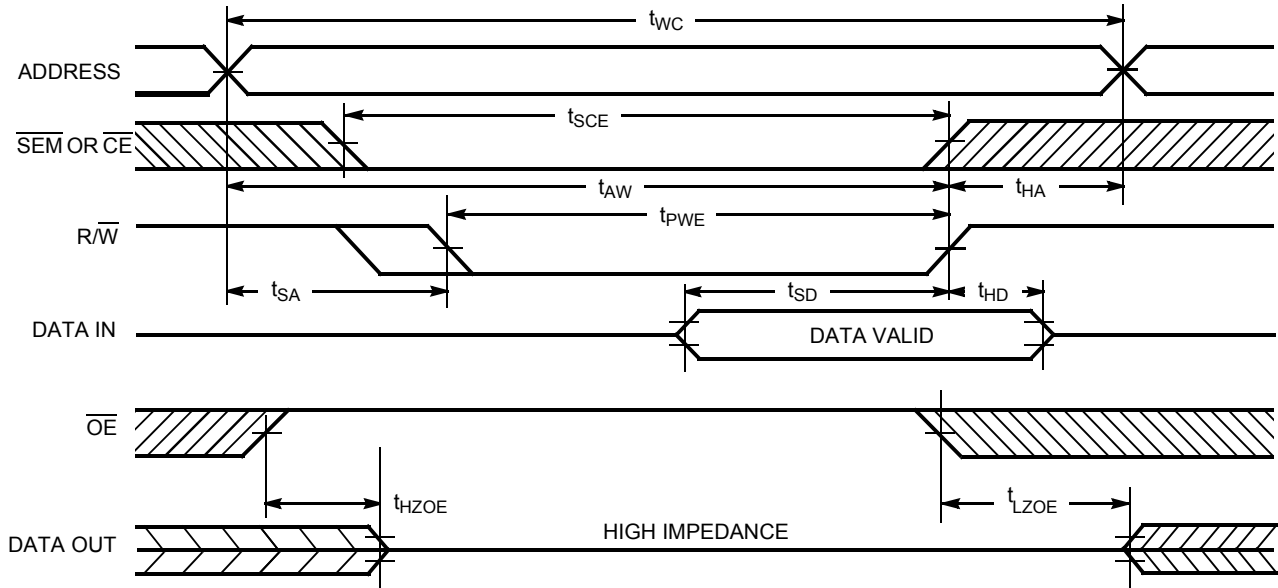 tWC
ADDRESS
tSCE
SEM OR CE
tAW
tHA
tPWE
R/W
tSA
tSD
tHD
DATA IN
DATA VALID
OE
tHZOE
tLZOE
HIGH IMPEDANCE
DATA OUT